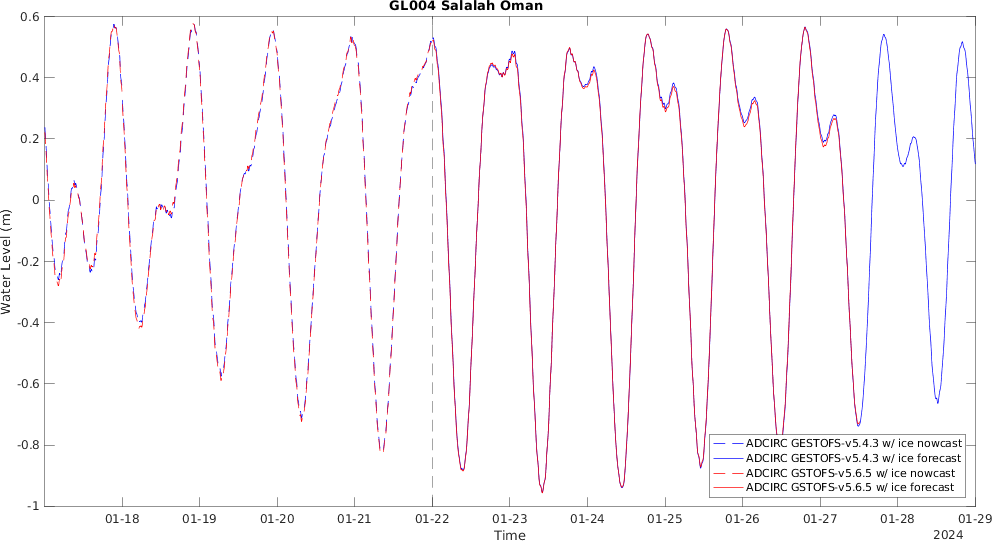 GL004 Salalah Oman
0.6
0.4
0.2
0
-0.2
-0.4
-0.6
-0.8
-1
Water Level (m)
ADCIRC GESTOFS-v5.4.3 w/ ice nowcast
ADCIRC GESTOFS-v5.4.3 w/ ice forecast
ADCIRC GSTOFS-v5.6.5 w/ ice nowcast
ADCIRC GSTOFS-v5.6.5 w/ ice forecast
01-18 01-19 01-20 01-21 01-22 01-23 01-24 01-25 01-26 01-27 01-28 01-29
Time
2024